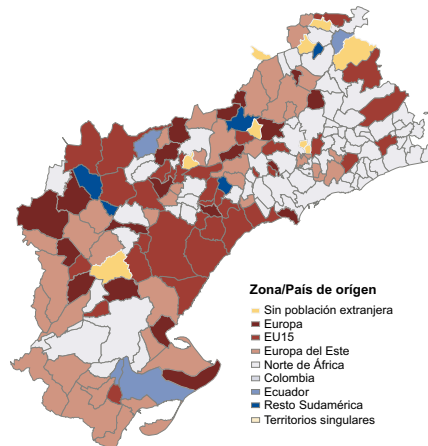 Zona/País de orígen
Sin población extranjera
Europa
EU15
Europa del Este
Norte de África
Colombia
Ecuador
Resto Sudamérica
Territorios singulares